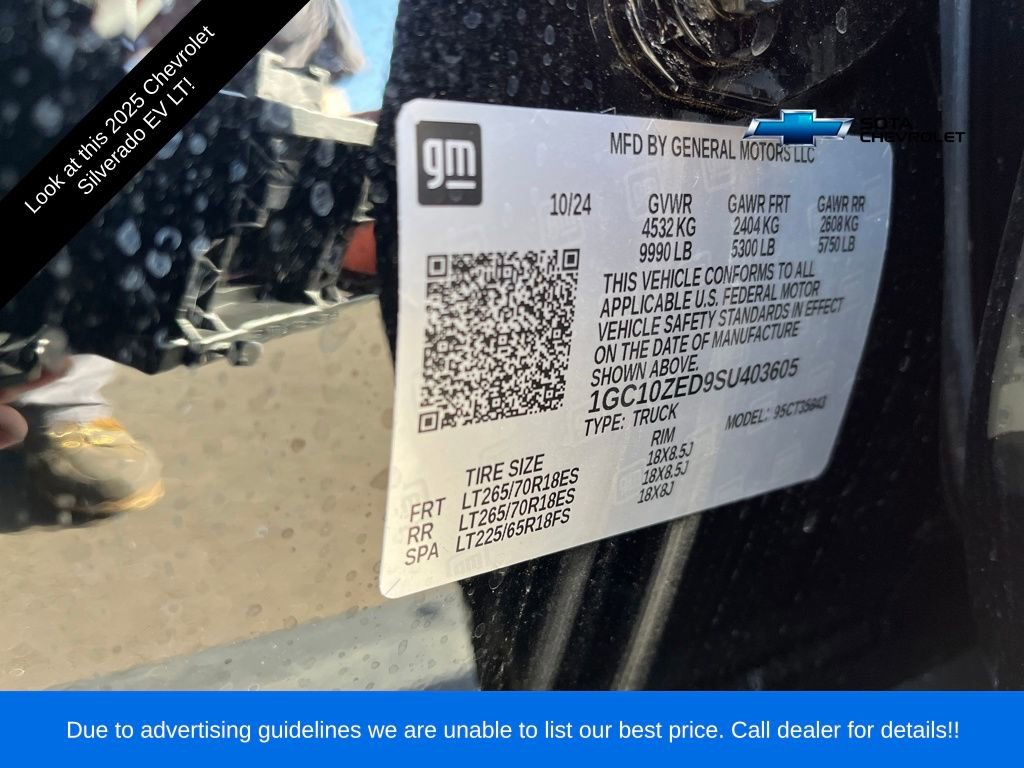 Look at this 2025 Chevrolet
Silverado EV LT!
SOTA
CHEVROLET
gm
MFD BY GENERAL MOTORS LLC
10/24 GVWR GAWR FRT GAWR RR
4532 KG 2404 KG 2608 KG
9990 LB 5300 LB 5750 LB
THIS VEHICLE CONFORMS TO ALL
APPLICABLE U.S. FEDERAL MOTOR
VEHICLE SAFETY STANDARDS IN EFFECT
ON THE DATE OF MANUFACTURE
SHOWN ABOVE.
1GC10ZED9SU403605
TYPE: TRUCK MODEL: 95CT35843
TIRE SIZE RIM
FRT LT265/70R18ES 18X8.5J
RR LT265/70R18ES 18X8.5J
SPA LT225/65R18FS 18X8J
Due to advertising guidelines we are unable to list our best price. Call dealer for details!!